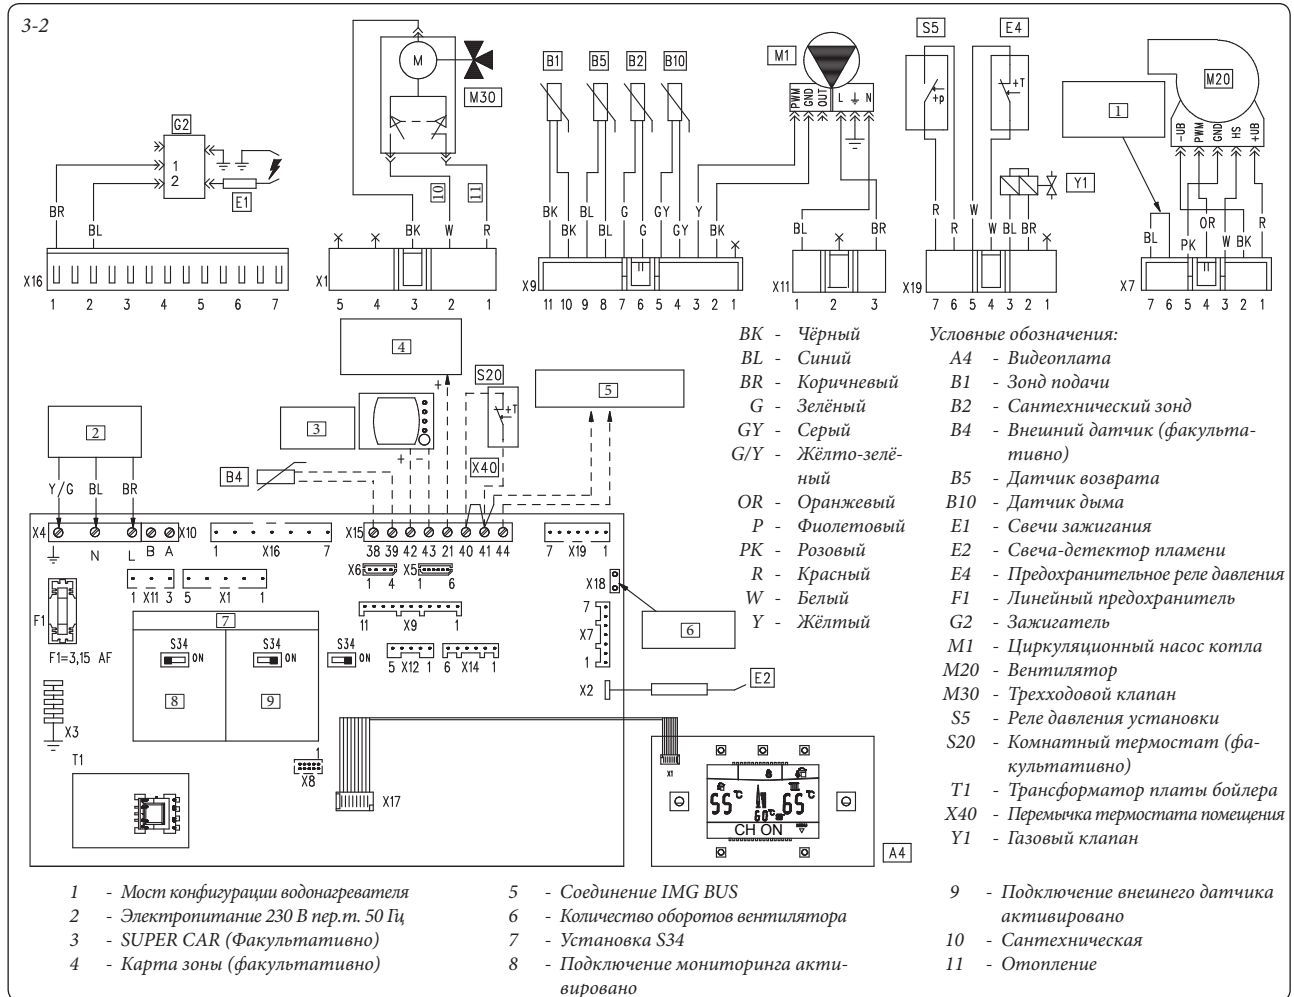 3-2
G2
1
2
E1
BR
BL
X16
1 2 3 4 5 6 7
M
M30
10
11
BK W R
X1
5 4 3 2 1
B1 B5 B2 B10
BK BK BL BL G G GY GY Y BK
X9
11 10 9 8 7 6 5 4 3 2 1
M1
PWM GND OUT L N
BL BR
X11
1 2 3
S5 E4
+p
+T
Y1
R R W W BL BR
X19
7 6 5 4 3 2 1
M20
1
-UB PWM GND HS +UB
BL PK OR W BK R
X7
7 6 5 4 3 2 1
BK - Чёрный
BL - Синий
BR - Коричневый
G - Зелёный
GY - Серый
G/Y - Жёлто-зелё-
ный
OR - Оранжевый
P - Фиолетовый
PK - Розовый
R - Красный
W - Белый
Y - Жёлтый
Условные обозначения:
A4 - Видеоплата
B1 - Зонд подачи
B2 - Сантехнический зонд
B4 - Внешний датчик (факульта-
тивно)
B5 - Датчик возврата
B10 - Датчик дыма
E1 - Свечи зажигания
E2 - Свеча-детектор пламени
E4 - Предохранительное реле давления
F1 - Линейный предохранитель
G2 - Зажигатель
M1 - Циркуляционный насос котла
M20 - Вентилятор
M30 - Трехходовой клапан
S5 - Реле давления установки
S20 - Комнатный термостат (фа-
культативно)
T1 - Трансформатор платы бойлера
X40 - Перемычка термостата помещения
Y1 - Газовый клапан
4
+
S20
+T
5
2
3
+ -
B4
X40
Y/G BL BR
X4
N L B A
X10
1 X16 7
X15
38 39 42 43 21 40 41 44
7 X19 1
1 X11 3
5 X1 1
X6
1 4
X5
1 6
X18
F1
F1=3,15 AF
7
S34
ON
S34
ON
S34
ON
8
9
11 X9 1
5 X12 1
6 X14 1
7
X7
1
6
X2
E2
X3
T1
1
X8
X17
X1
8
55 °C
60 °C
65 °C
CH ON
A4
1 - Мост конфигурации водонагревателя
2 - Электропитание 230 В пер.т. 50 Гц
3 - SUPER CAR (Факультативно)
4 - Карта зоны (факультативно)
5 - Соединение IMG BUS
6 - Количество оборотов вентилятора
7 - Установка S34
8 - Подключение мониторинга акти-
вировано
9 - Подключение внешнего датчика
активировано
10 - Сантехническая
11 - Отопление